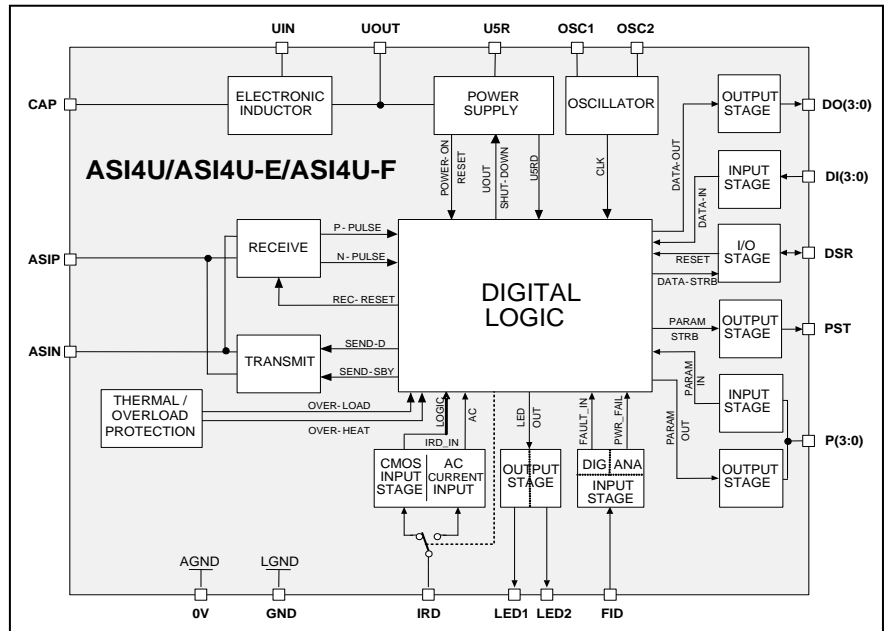 UIN UOUT U5R OSC1 OSC2
CAP
ELECTRONIC
INDUCTOR
POWER
SUPPLY
OSCILLATOR
OUTPUT
STAGE
DO(3:0)
ASI4U/ASI4U-E/ASI4U-F
POWER-ON
RESET
UOUT
SHUT-DOWN
U5RD
CLK
DATA-OUT
DATA-IN
INPUT
STAGE
DI(3:0)
ASIP
RECEIVE
P-PULSE
N-PULSE
REC-RESET
DIGITAL
LOGIC
RESET
DATA-STRB
I/O
STAGE
DSR
ASIN
TRANSMIT
SEND-D
SEND-SBY
PARAM
STRB
OUTPUT
STAGE
PST
THERMAL /
OVERLOAD
PROTECTION
OVER-LOAD
OVER-HEAT
LOGIC
IRD_IN
AC
LED
OUT
FAULT_IN
PWR_FAIL
PARAM
IN
PARAM
OUT
INPUT
STAGE
P(3:0)
OUTPUT
STAGE
CMOS
INPUT
STAGE
AC
CURRENT
INPUT
OUTPUT
STAGE
DIG ANA
INPUT
STAGE
AGND LGND
0V GND IRD LED1 LED2 FID